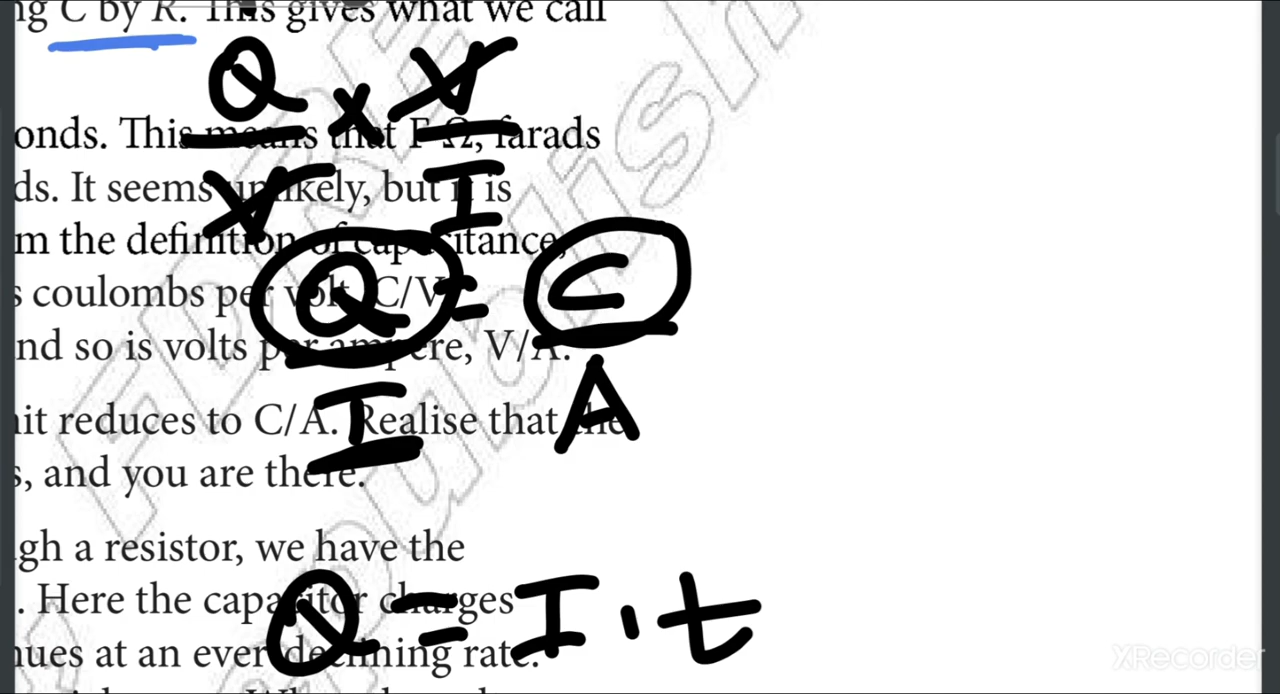 ng C by R. This gives what we call
Q × V
onds. This means that F Ω, farads
V I
ds. It seems unlikely, but it is
m the definition of capacitance,
Q = C
s coulombs per volt, C/V
nd so is volts per ampere, V/A.
I A
nit reduces to C/A. Realise that the
s, and you are there.
gh a resistor, we have the
. Here the capacitor charges
Q = I . t
nues at an ever declining rate.
XRecorder